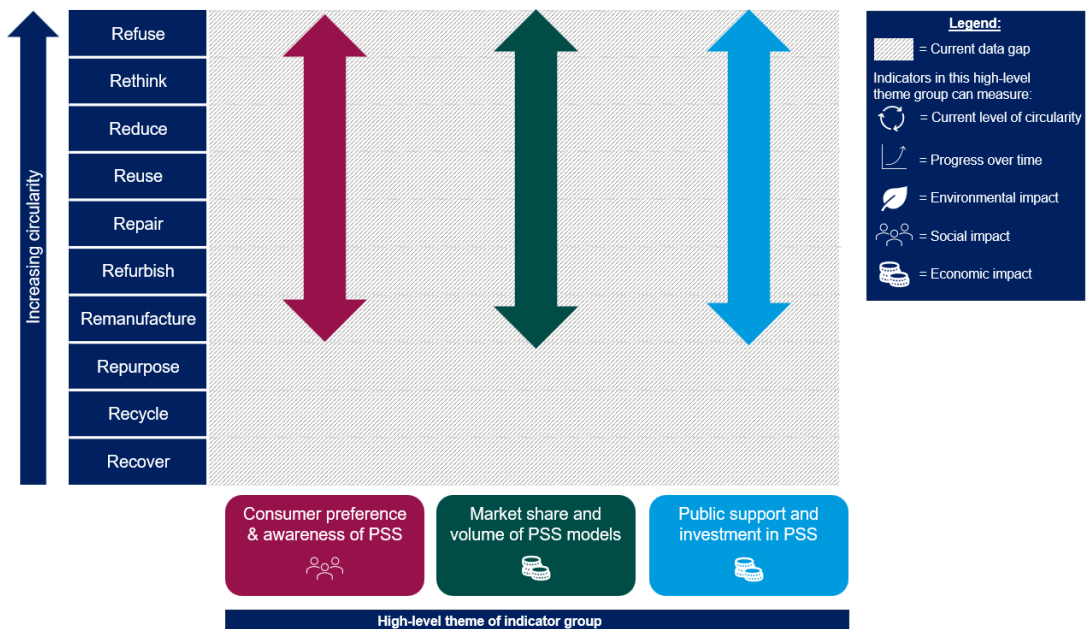 Increasing circularity
Refuse
Rethink
Reduce
Reuse
Repair
Refurbish
Remanufacture
Repurpose
Recycle
Recover
Consumer preference
& awareness of PSS
Market share and
volume of PSS models
Public support and
investment in PSS
High-level theme of indicator group
Legend:
= Current data gap
Indicators in this high-level
theme group can measure:
= Current level of circularity
= Progress over time
= Environmental impact
= Social impact
= Economic impact